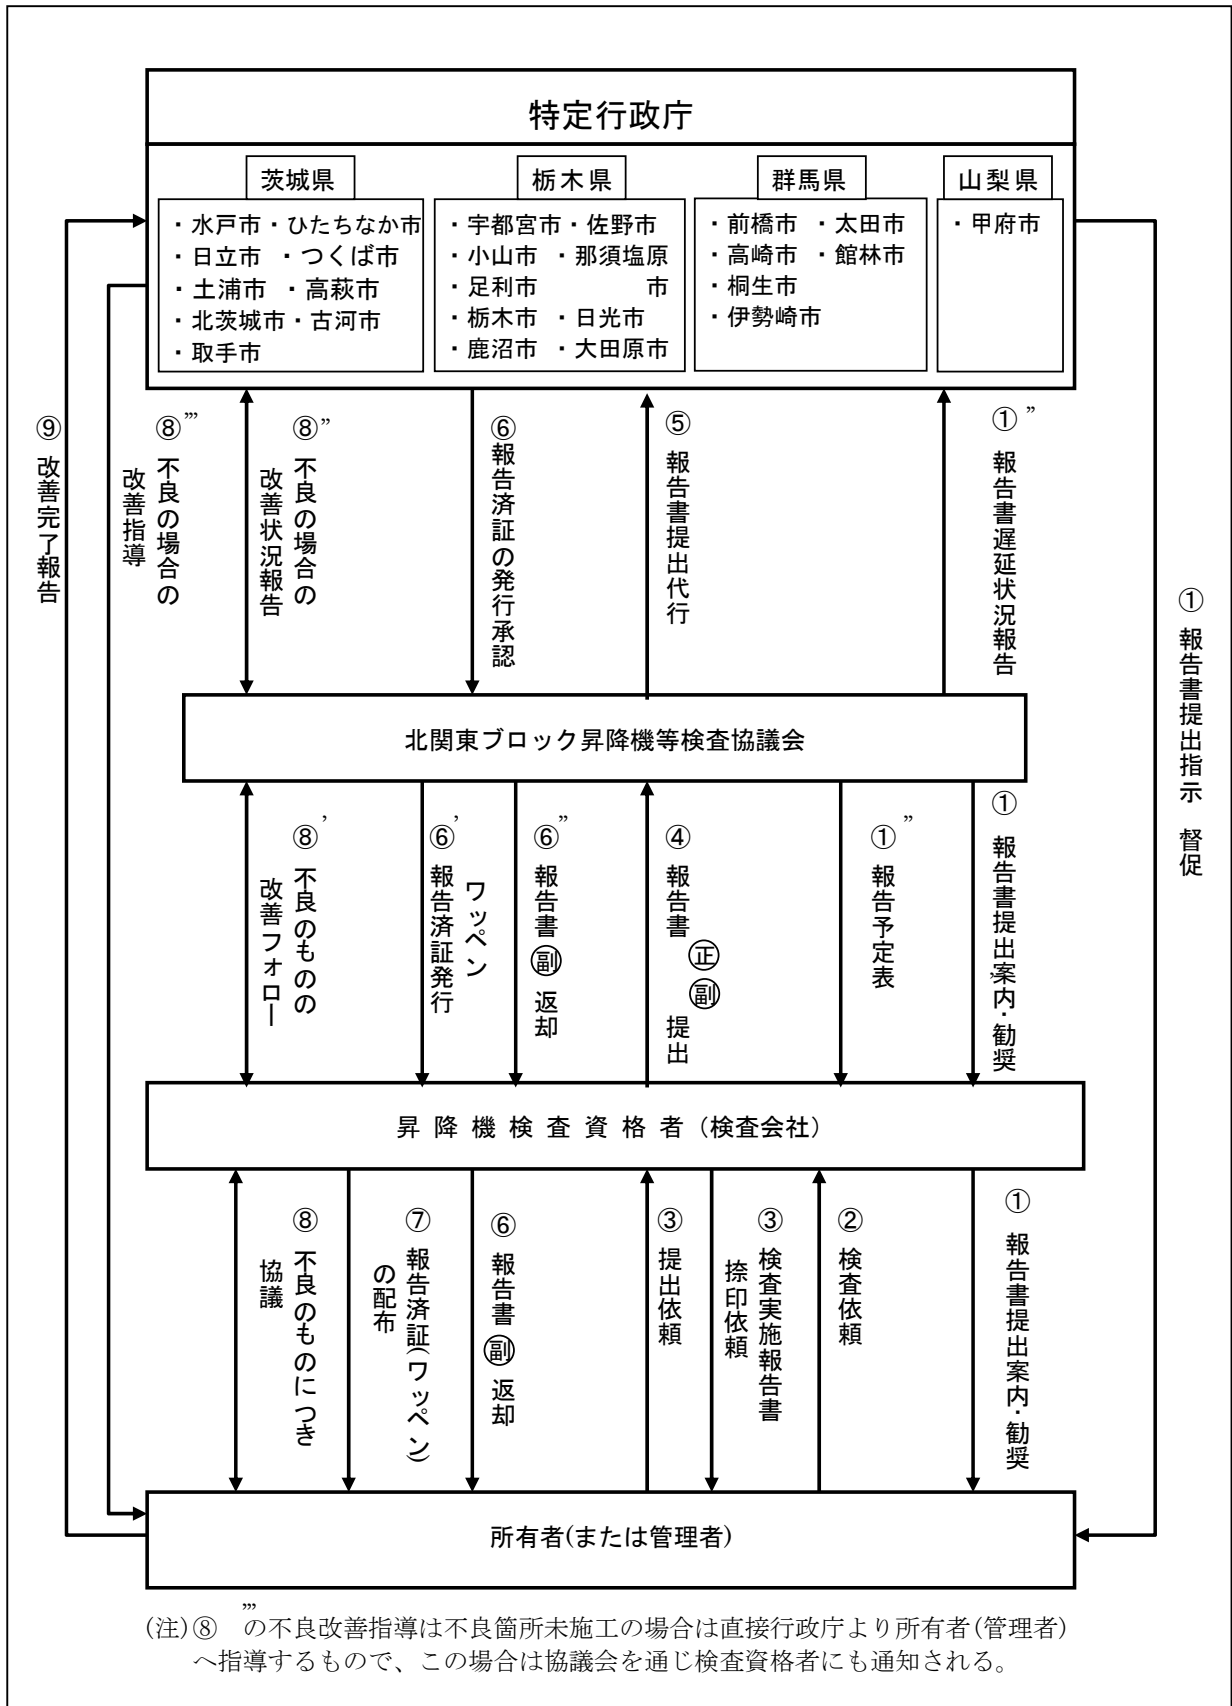 特定行政庁
茨城県
・水戸市・ひたちなか市
・日立市 ・つくば市
・土浦市 ・高萩市
・北茨城市・古河市
・取手市
栃木県
・宇都宮市・佐野市
・小山市 ・那須塩原
・足利市 市
・栃木市 ・日光市
・鹿沼市 ・大田原市
群馬県
・前橋市 ・太田市
・高崎市 ・館林市
・桐生市
・伊勢崎市
山梨県
・甲府市
⑨ 改善完了報告
⑧''' 不良の場合の
改善指導
⑧'' 不良の場合の
改善状況報告
⑥ 報告済証の発行承認
⑤ 報告書提出代行
①'' 報告書遅延状況報告
① 報告書提出指示 督促
北関東ブロック昇降機等検査協議会
⑧' 不良のものの
改善フォロー
⑥' 報告済証発行
ワッペン
⑥'' 報告書 ㊙副 返却
④ 報告書 ㊣ 副 提出
①'' 報告予定表
①' 報告書提出案内・勧奨
昇降機検査資格者(検査会社)
⑧ 不良のものにつき
協議
⑦ 報告済証(ワッペン)
の配布
⑥ 報告書 副 返却
③ 提出依頼
③ 検査実施報告書
捺印依頼
② 検査依頼
① 報告書提出案内・勧奨
所有者(または管理者)
(注)⑧'''の不良改善指導は不良箇所未施工の場合は直接行政庁より所有者(管理者)
へ指導するもので、この場合は協議会を通じ検査資格者にも通知される。